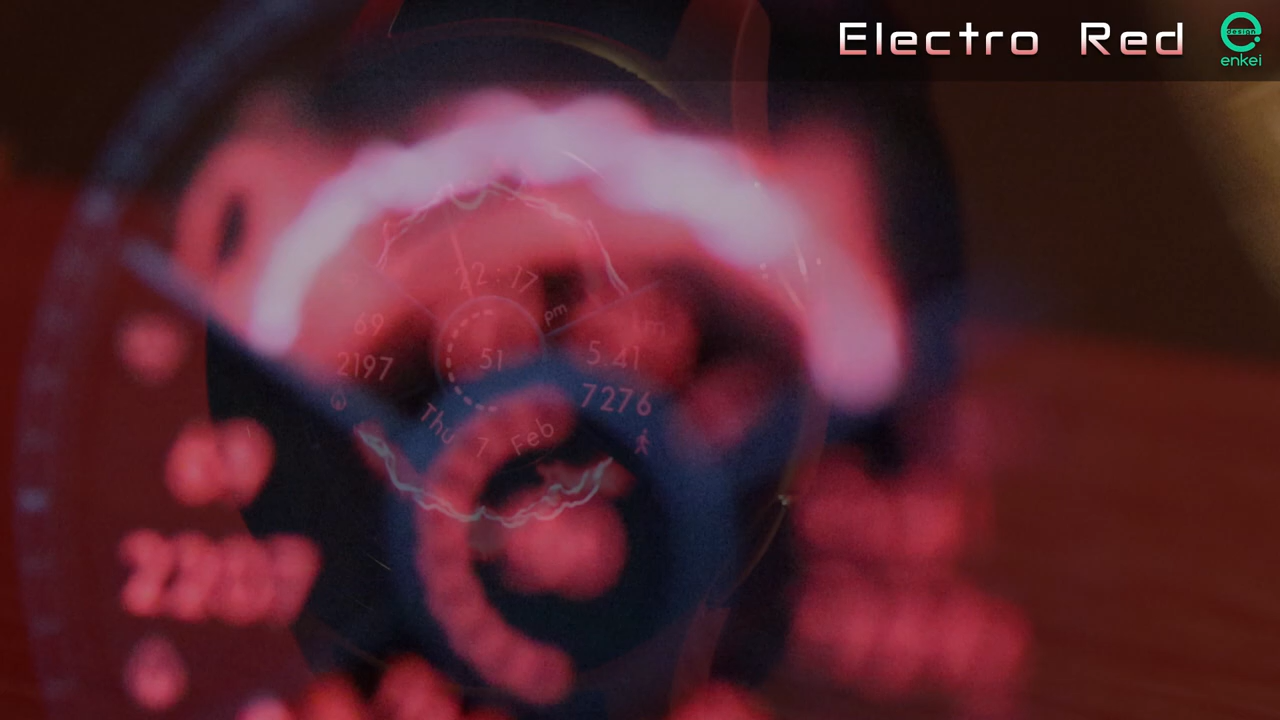 Electro Red
design
enkei
12:17
pm
69
2197
51
5.41
7276
Thu 7 Feb